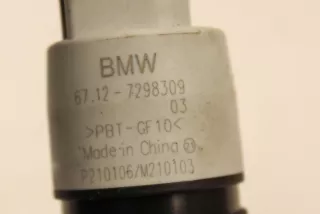 BMW
67.12-7298309
03
>PBT-GF10<
Made in China
P210106/M210103